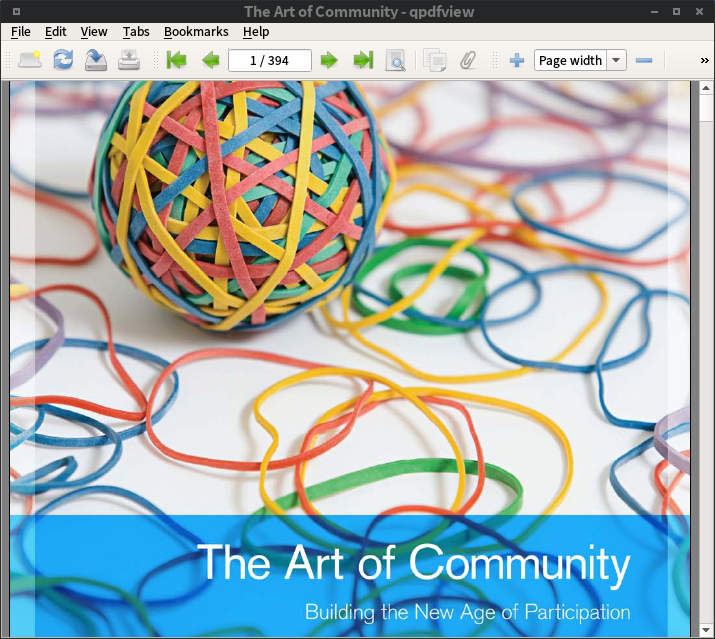 The Art of Community - qpdfview
File Edit View Tabs Bookmarks Help
1 / 394 Page width »
The Art of Community
Building the New Age of Participation